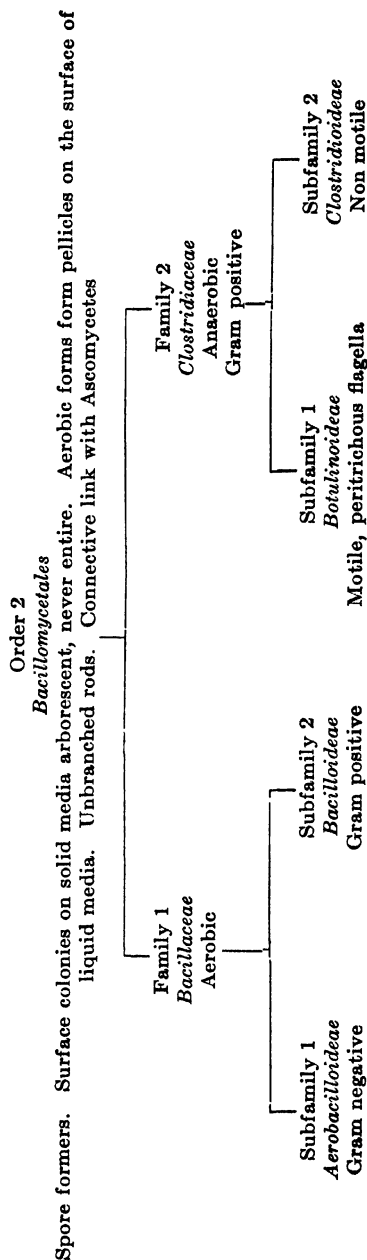 Order 2
Bacillomycetales
Spore formers. Surface colonies on solid media arborescent, never entire. Aerobic forms form pellicles on the surface of
liquid media. Unbranched rods. Connective link with Ascomycetes
Family 1
Bacillaceae
Aerobic
Family 2
Clostridiaceae
Anaerobic
Gram positive
Subfamily 1
Aerobacilloideae
Gram negative
Subfamily 2
Bacilloideae
Gram positive
Subfamily 1
Botulinoideae
Motile, peritrichous flagella
Subfamily 2
Clostridioideae
Non motile